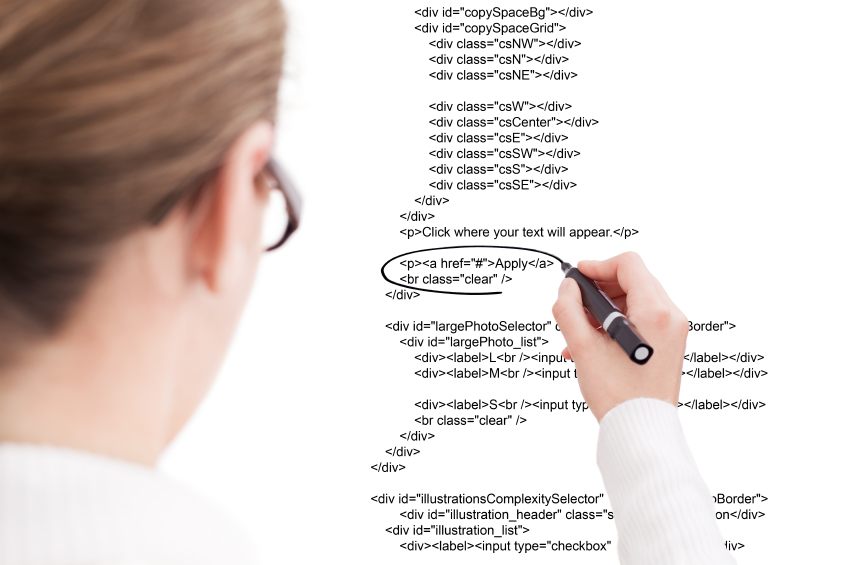 <div id="copySpaceBg"></div>
<div id="copySpaceGrid">
<div class="csNW"></div>
<div class="csN"></div>
<div class="csNE"></div>
<div class="csW"></div>
<div class="csCenter"></div>
<div class="csE"></div>
<div class="csSW"></div>
<div class="csS"></div>
<div class="csSE"></div>
</div>
</div>
<p>Click where your text will appear.</p>
<p><a href="#">Apply</a>
<br class="clear" />
</div>
<div id="largePhotoSelector" Border">
<div id="largePhoto_list">
<div><label>L<br /><input </label></div>
<div><label>M<br /><input </label></div>
<div><label>S<br /><input ></label></div>
<br class="clear" />
</div>
</div>
</div>
<div id="illustrationsComplexitySelector" Border">
<div id="illustration_header" class= </div>
<div id="illustration_list">
<div><label><input type="checkbox" div>